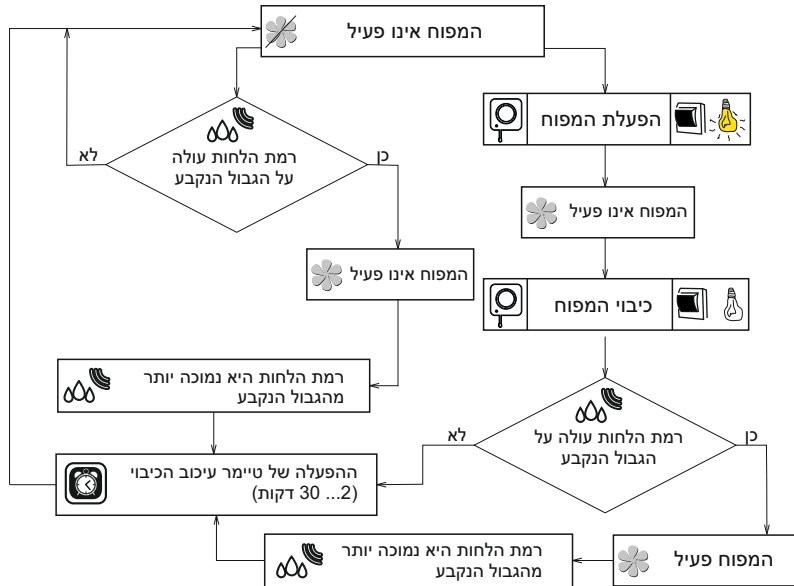 המפוח אינו פעיל
הפעלת המפוח
רמת הלחות עולה
על הגבול הנקבע
לא
כן
המפוח אינו פעיל
המפוח אינו פעיל
כיבוי המפוח
רמת הלחות היא נמוכה יותר
מהגבול הנקבע
רמת הלחות עולה על
הגבול הנקבע
לא
כן
ההפעלה של טיימר עיכוב הכיבוי
(2... 30 דקות)
המפוח פעיל
רמת הלחות היא נמוכה יותר
מהגבול הנקבע